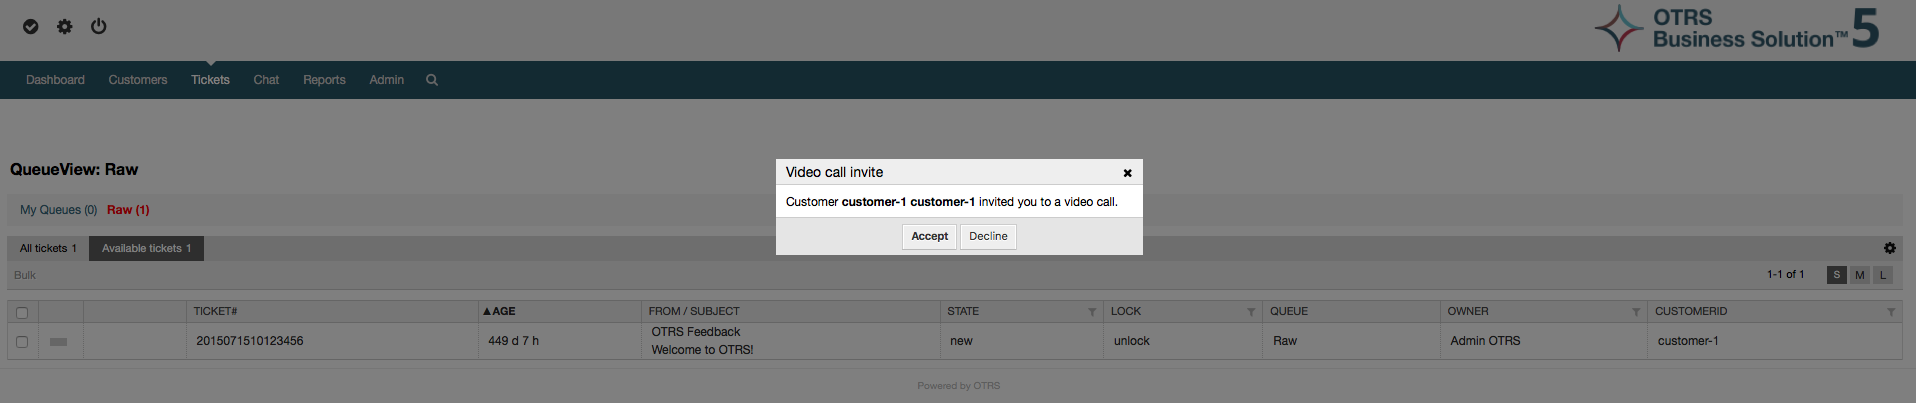 OTRS
Business Solution™ 5
Dashboard Customers Tickets Chat Reports Admin
QueueView: Raw
Video call invite
Customer customer-1 customer-1 invited you to a video call.
Accept Decline
My Queues (0) Raw (1)
All tickets 1 Available tickets 1
Bulk 1-1 of 1 S M L
TICKET# ▲AGE FROM / SUBJECT STATE LOCK QUEUE OWNER CUSTOMERID
2015071510123456 449 d 7 h OTRS Feedback new unlock Raw Admin OTRS customer-1
Welcome to OTRS!
Powered by OTRS